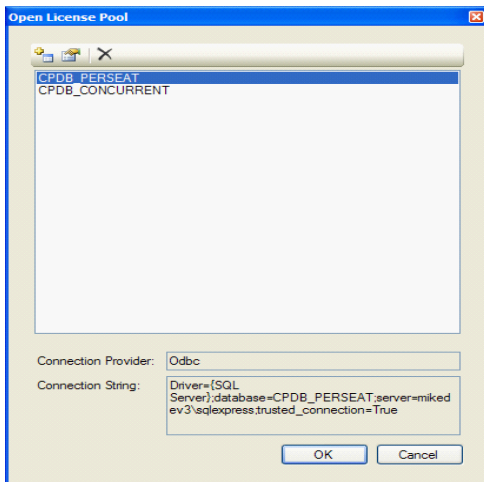 Open License Pool
CPDB_PERSEAT
CPDB_CONCURRENT
Connection Provider:
Odbc
Connection String:
Driver={SQL
Server};database=CPDB_PERSEAT;server=miked
ev3\sqlexpress;trusted_connection=True
OK
Cancel